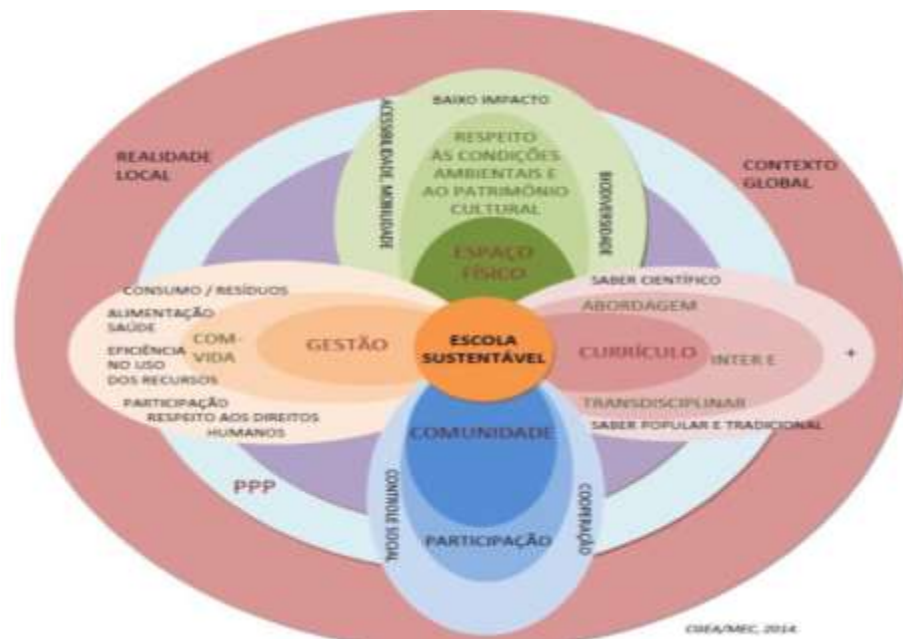 BAIXO IMPACTO
ACESSIBILIDADE, MOBILIDADE
RESPEITO
ÀS CONDIÇÕES
AMBIENTAIS E
AO PATRIMÔNIO
CULTURAL
BIODIVERSIDADE
ESPAÇO
FÍSICO
REALIDADE
LOCAL
CONTEXTO
GLOBAL
CONSUMO / RESÍDUOS
ALIMENTAÇÃO
SAÚDE
EFICIÊNCIA
NO USO
DOS RECURSOS
PARTICIPAÇÃO
RESPEITO AOS DIREITOS
HUMANOS
COM-
VIDA
GESTÃO
ESCOLA
SUSTENTÁVEL
SABER CIENTÍFICO
ABORDAGEM
CURRÍCULO
INTER E
+
TRANSDISCIPLINAR
SABER POPULAR E TRADICIONAL
COMUNIDADE
PARTICIPAÇÃO
CONTROLE SOCIAL
COOPERAÇÃO
PPP
CGEA/MEC, 2014.